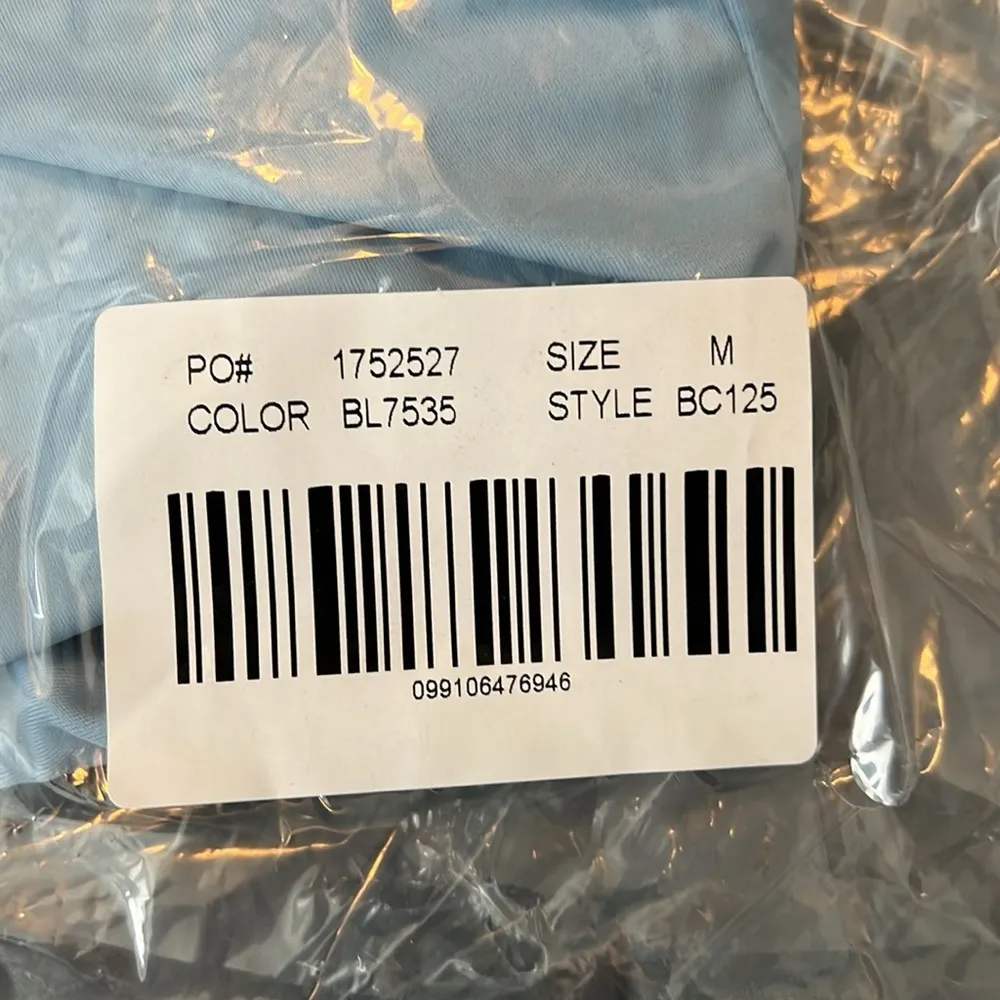 PO# 1752527 SIZE M
COLOR BL7535 STYLE BC125
099106476946